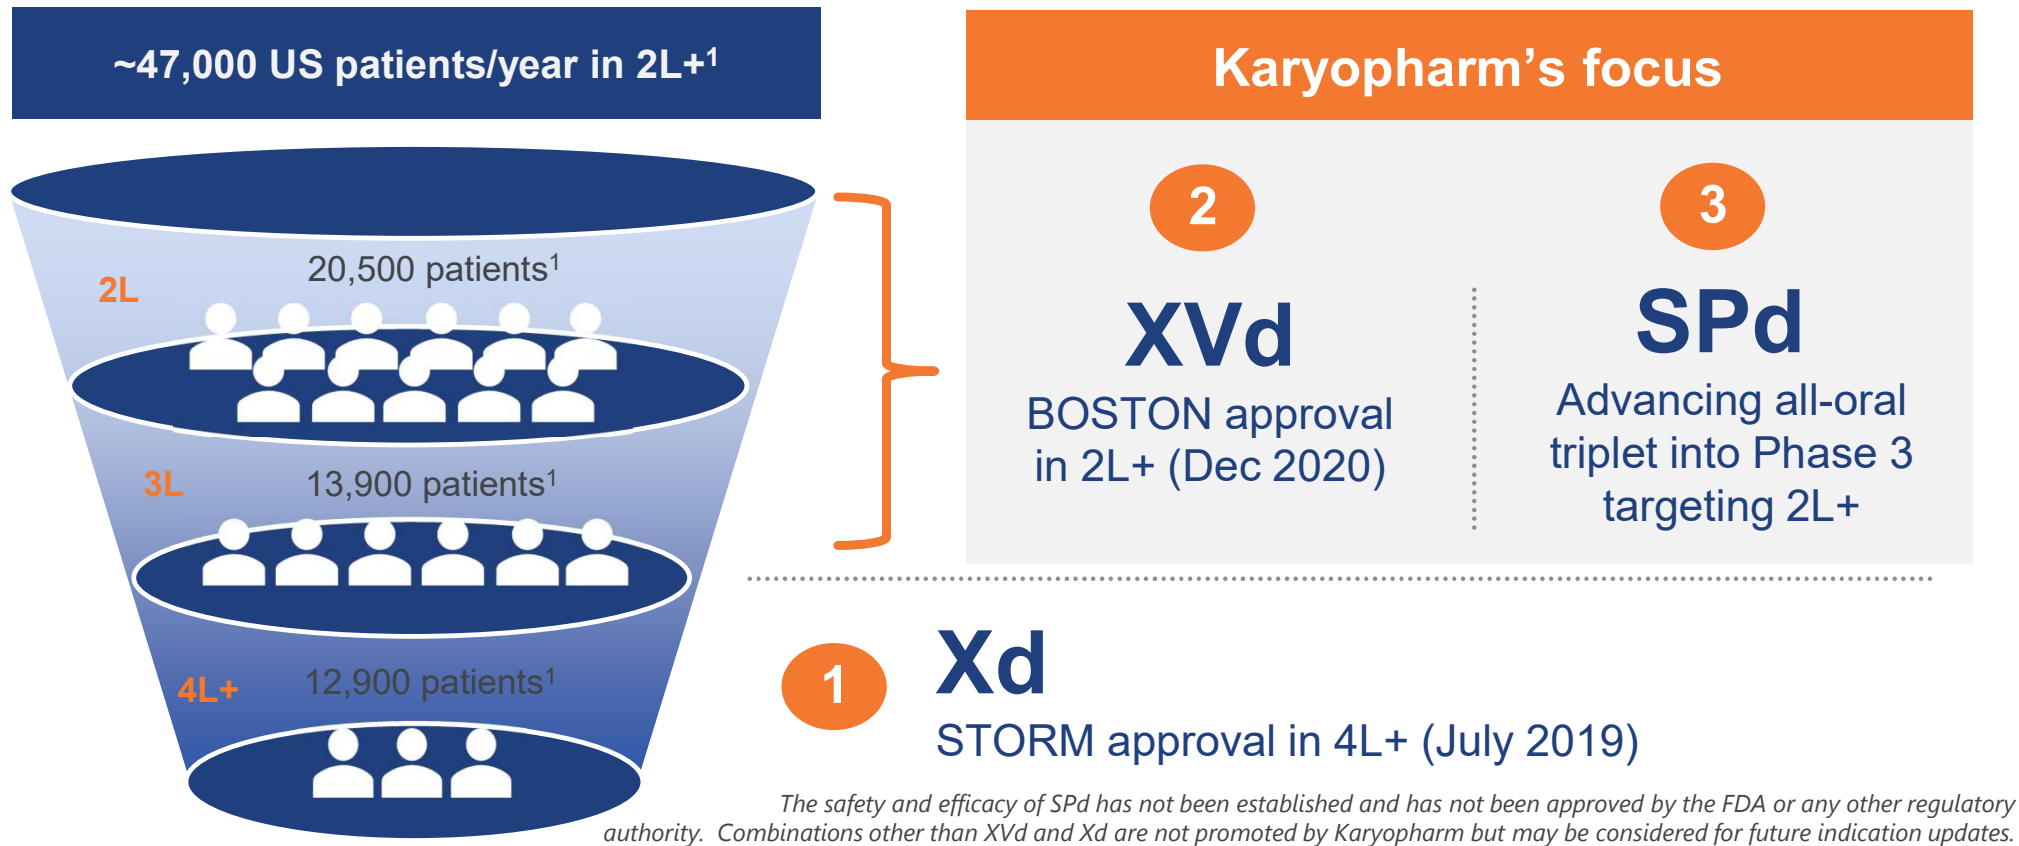 ~47,000 US patients/year in 2L+¹
2L
20,500 patients¹
3L
13,900 patients¹
4L+
12,900 patients¹
Karyopharm’s focus
2
XVd
BOSTON approval
in 2L+ (Dec 2020)
3
SPd
Advancing all-oral
triplet into Phase 3
targeting 2L+
1
Xd
STORM approval in 4L+ (July 2019)
The safety and efficacy of SPd has not been established and has not been approved by the FDA or any other regulatory
authority.  Combinations other than XVd and Xd are not promoted by Karyopharm but may be considered for future indication updates.